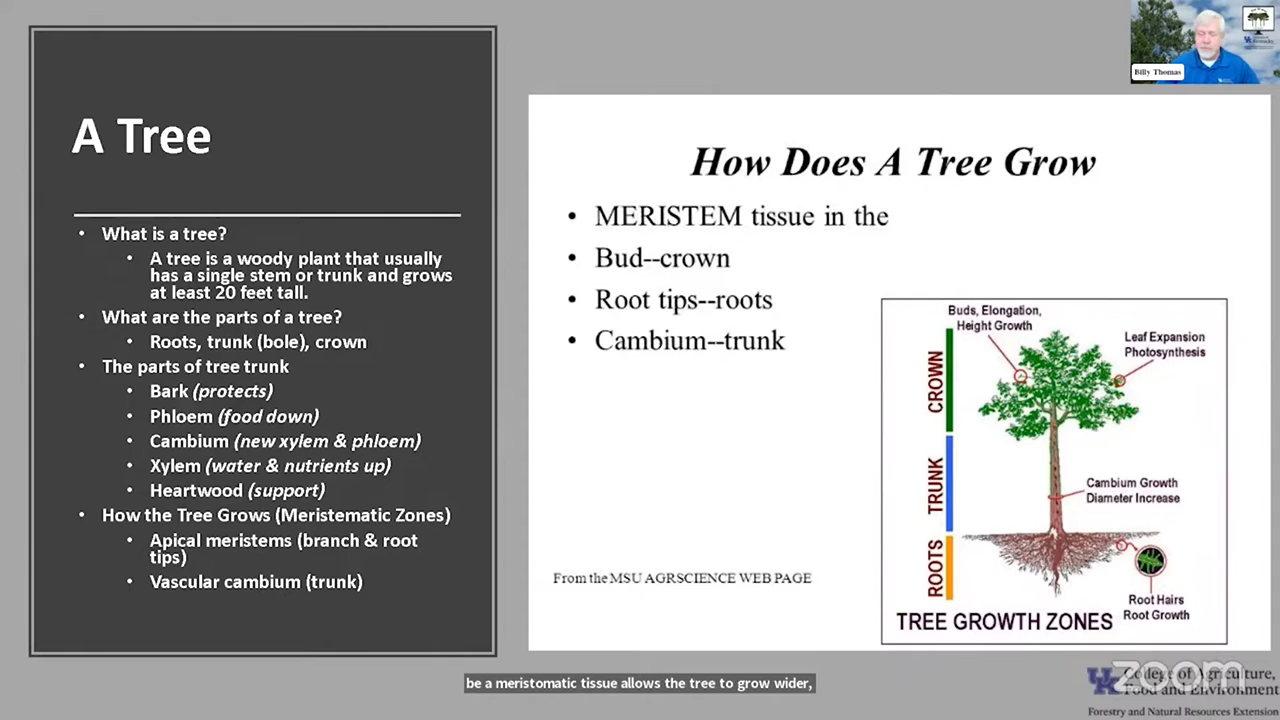 A Tree
• What is a tree?
• A tree is a woody plant that usually
has a single stem or trunk and grows
at least 20 feet tall.
• What are the parts of a tree?
• Roots, trunk (bole), crown
• The parts of tree trunk
• Bark (protects)
• Phloem (food down)
• Cambium (new xylem & phloem)
• Xylem (water & nutrients up)
• Heartwood (support)
• How the Tree Grows (Meristematic Zones)
• Apical meristems (branch & root
tips)
• Vascular cambium (trunk)
How Does A Tree Grow
• MERISTEM tissue in the
• Bud--crown
• Root tips--roots
• Cambium--trunk
From the MSU AGRSCIENCE WEB PAGE
Buds, Elongation,
Height Growth
Leaf Expansion
Photosynthesis
CROWN
TRUNK
ROOTS
Cambium Growth
Diameter Increase
Root Hairs
Root Growth
TREE GROWTH ZONES
Billy Thomas
be a meristomatic tissue allows the tree to grow wider,
zoom
UK College of Agriculture,
Food and Environment
Forestry and Natural Resources Extension